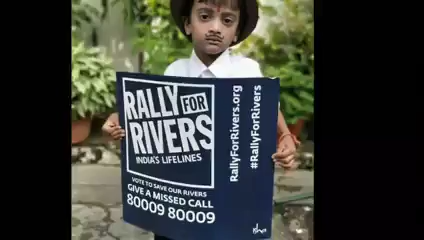 RALLY FOR
RIVERS
INDIA'S LIFELINES
VOTE TO SAVE OUR RIVERS
GIVE A MISSED CALL
80009 80009
RallyForRivers.org
#RallyForRivers